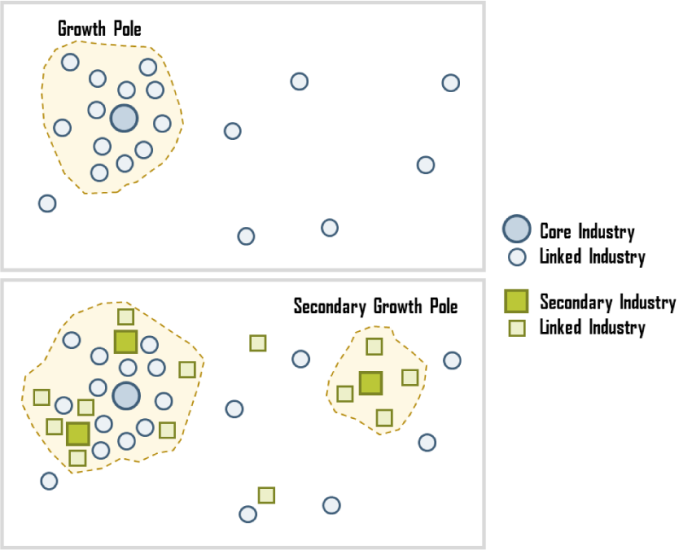 Growth Pole
Core Industry
Linked Industry
Secondary Growth Pole
Secondary Industry
Linked Industry